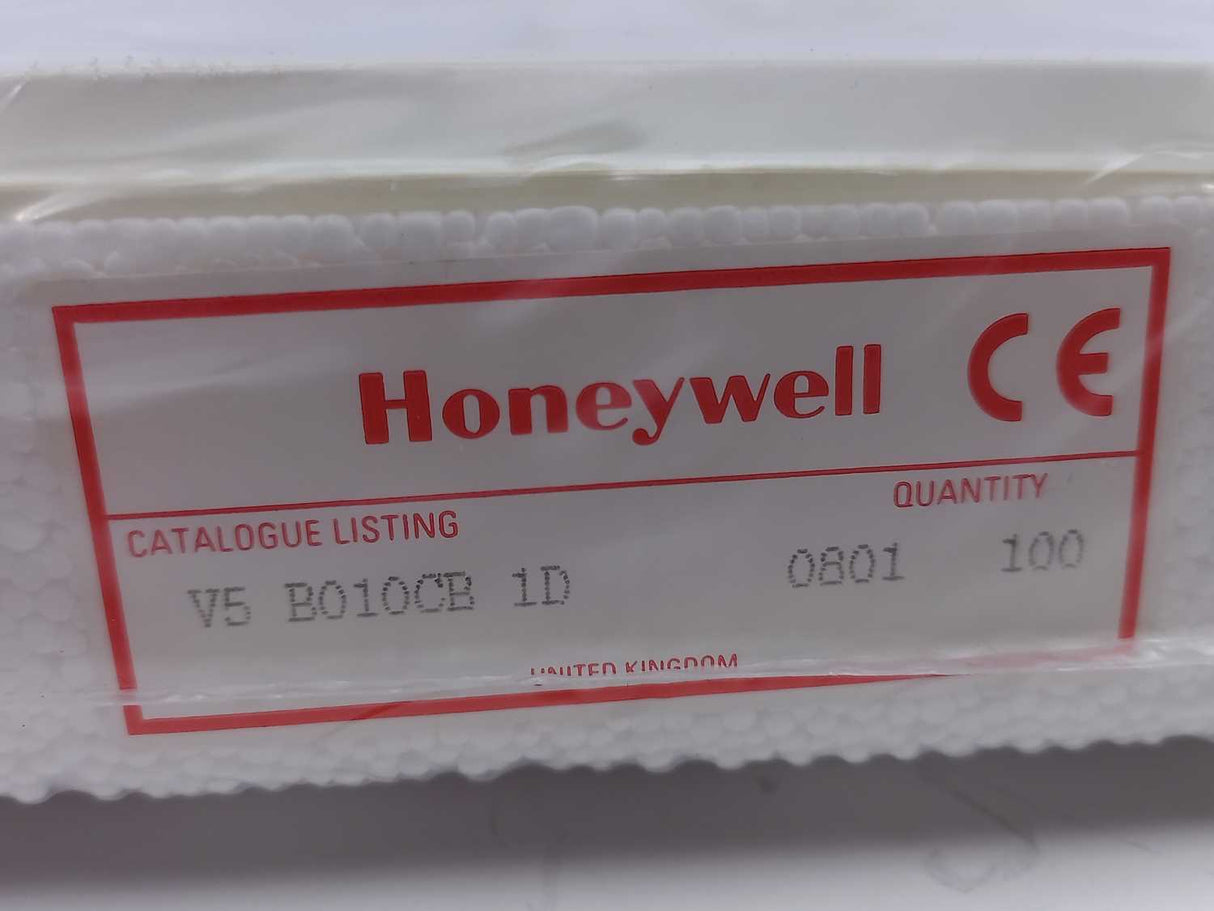 Honeywell CE
CATALOGUE LISTING QUANTITY
V5 B010CB 1D 0801 100
UNITED KINGDOM